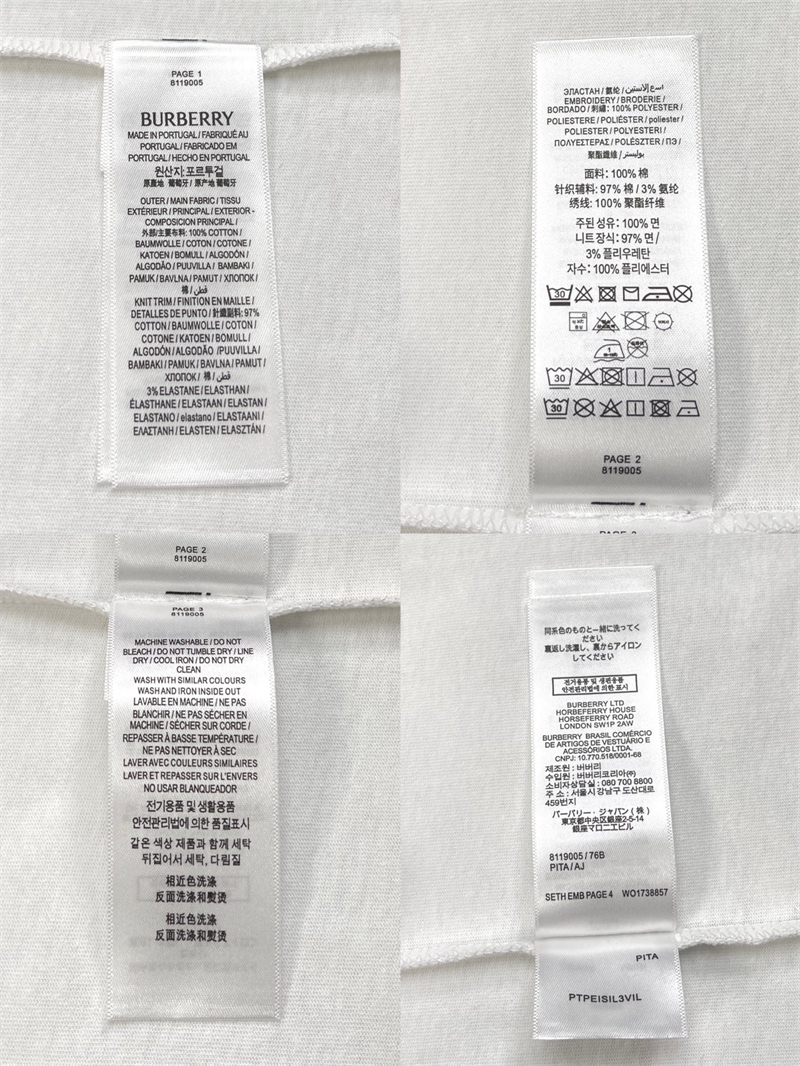 PAGE 1
8119005
BURBERRY
MADE IN PORTUGAL / FABRIQUÉ AU
PORTUGAL / FABRICADO EM
PORTUGAL / HECHO EN PORTUGAL
원산지:포르투걸
原產地 葡萄牙 / 原产地 葡萄牙
OUTER / MAIN FABRIC / TISSU
EXTÉRIEUR / PRINCIPAL / EXTERIOR -
COMPOSICIÓN PRINCIPAL /
外部/主要布料: 100% COTTON /
BAUMWOLLE / COTON / COTONE /
KATOEN / BOMULL / ALGODÓN /
ALGODÃO / PUUVILLA / BAMBAKI /
PAMUK / BAVLNA / PAMUT / ХЛОПОК /
棉 / قطن /
KNIT TRIM / FINITION EN MAILLE /
DETALLES DE PUNTO / 針織副料: 97%
COTTON / BAUMWOLLE / COTON /
COTONE / KATOEN / BOMULL /
ALGODÓN / ALGODÃO / PUUVILLA /
BAMBAKI / PAMUK / BAVLNA / PAMUT /
ХЛОПОК / 棉 / قطن /
3% ELASTANE / ELASTHAN /
ÉLASTHANE / ELASTAAN / ELASTAN /
ELASTANO / elastano / ELASTAANI /
ΕΛΑΣΤΑΝΗ / ELASTEN / ELASZTÁN /
ЭЛАСТАН / 氨纶 /
EMBROIDERY / BRODERIE /
BORDADO / 刺繡: 100% POLYESTER /
POLIESTERE / POLIÉSTER / poliester /
POLIESTER / POLYESTERI /
ΠΟΛΥΕΣΤΕΡΑΣ / POLYESZTER / ПЭ /
聚酯纖維 / بوليستر /
面料: 100% 棉
针织辅料: 97% 棉 / 3% 氨纶
绣线: 100% 聚酯纤维
주된 성유: 100% 면
니트 장식: 97% 면 /
3% 폴리우레탄
자수: 100% 폴리에스터
30
30
30
PAGE 2
8119005
PAGE 3
PAGE 2
8119005
PAGE 3
8119005
MACHINE WASHABLE / DO NOT
BLEACH / DO NOT TUMBLE DRY / LINE
DRY / COOL IRON / DO NOT DRY
CLEAN
WASH WITH SIMILAR COLOURS
WASH AND IRON INSIDE OUT
LAVABLE EN MACHINE / NE PAS
BLANCHIR / NE PAS SÉCHER EN
MACHINE / SÉCHER SUR CORDE /
REPASSER À BASSE TEMPÉRATURE /
NE PAS NETTOYER À SEC
LAVER AVEC COULEURS SIMILAIRES
LAVER ET REPASSER SUR L'ENVERS
NO USAR BLANQUEADOR
전기용품 및 생활용품
안전관리법에 의한 품질표시
같은 색상 제품과 함께 세탁
뒤집어서 세탁, 다림질
相近色洗涤
反面洗涤和熨烫
相近色洗涤
反面洗涤和熨烫
同系色のものと一緒に洗ってく
ださい
裏返し洗濯し、裏からアイロン
してください
전기용품 및 생편용품
안전관리법에 의한 표시
BURBERRY LTD
HORBEFERRY HOUSE
HORSEFERRY ROAD
LONDON SW1P 2AW
BURBERRY BRASIL COMÉRCIO
DE ARTIGOS DE VESTUÁRIO E
ACESSÓRIOS LTDA.
CNPJ: 10.770.518/0001-68
제조원 : 버버리
수입원 : 버버리코리아(주)
소비자상담실 : 080 700 8800
주 소 : 서울시 강남구 도산대로
459번지
バーバリー・ジャパン(株)
東京都中央区銀座2-5-14
銀座マロニエビル
8119005 / 76B
PITA / AJ
SETH EMB PAGE 4 WO1738857
PITA
PTPEISIL3VIL